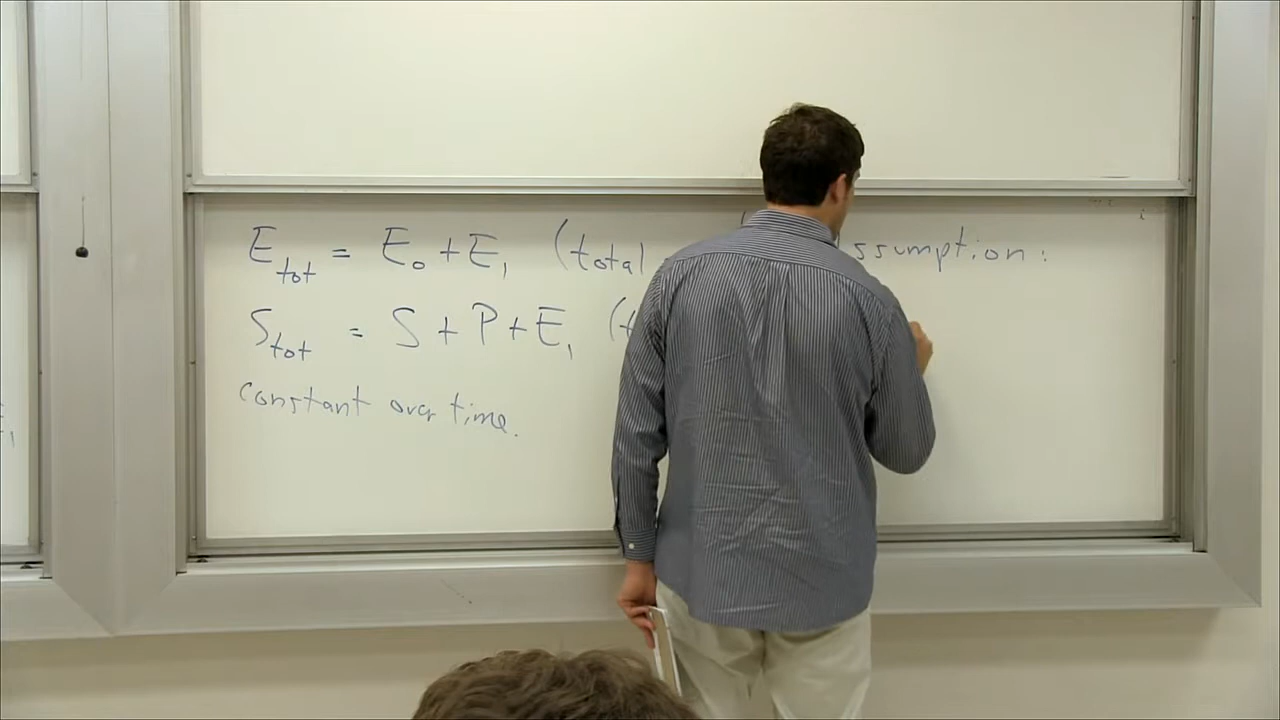 E_tot = E_0 + E_1 (total ssumption:
S_tot = S + P + E_1 (t
constant over time.